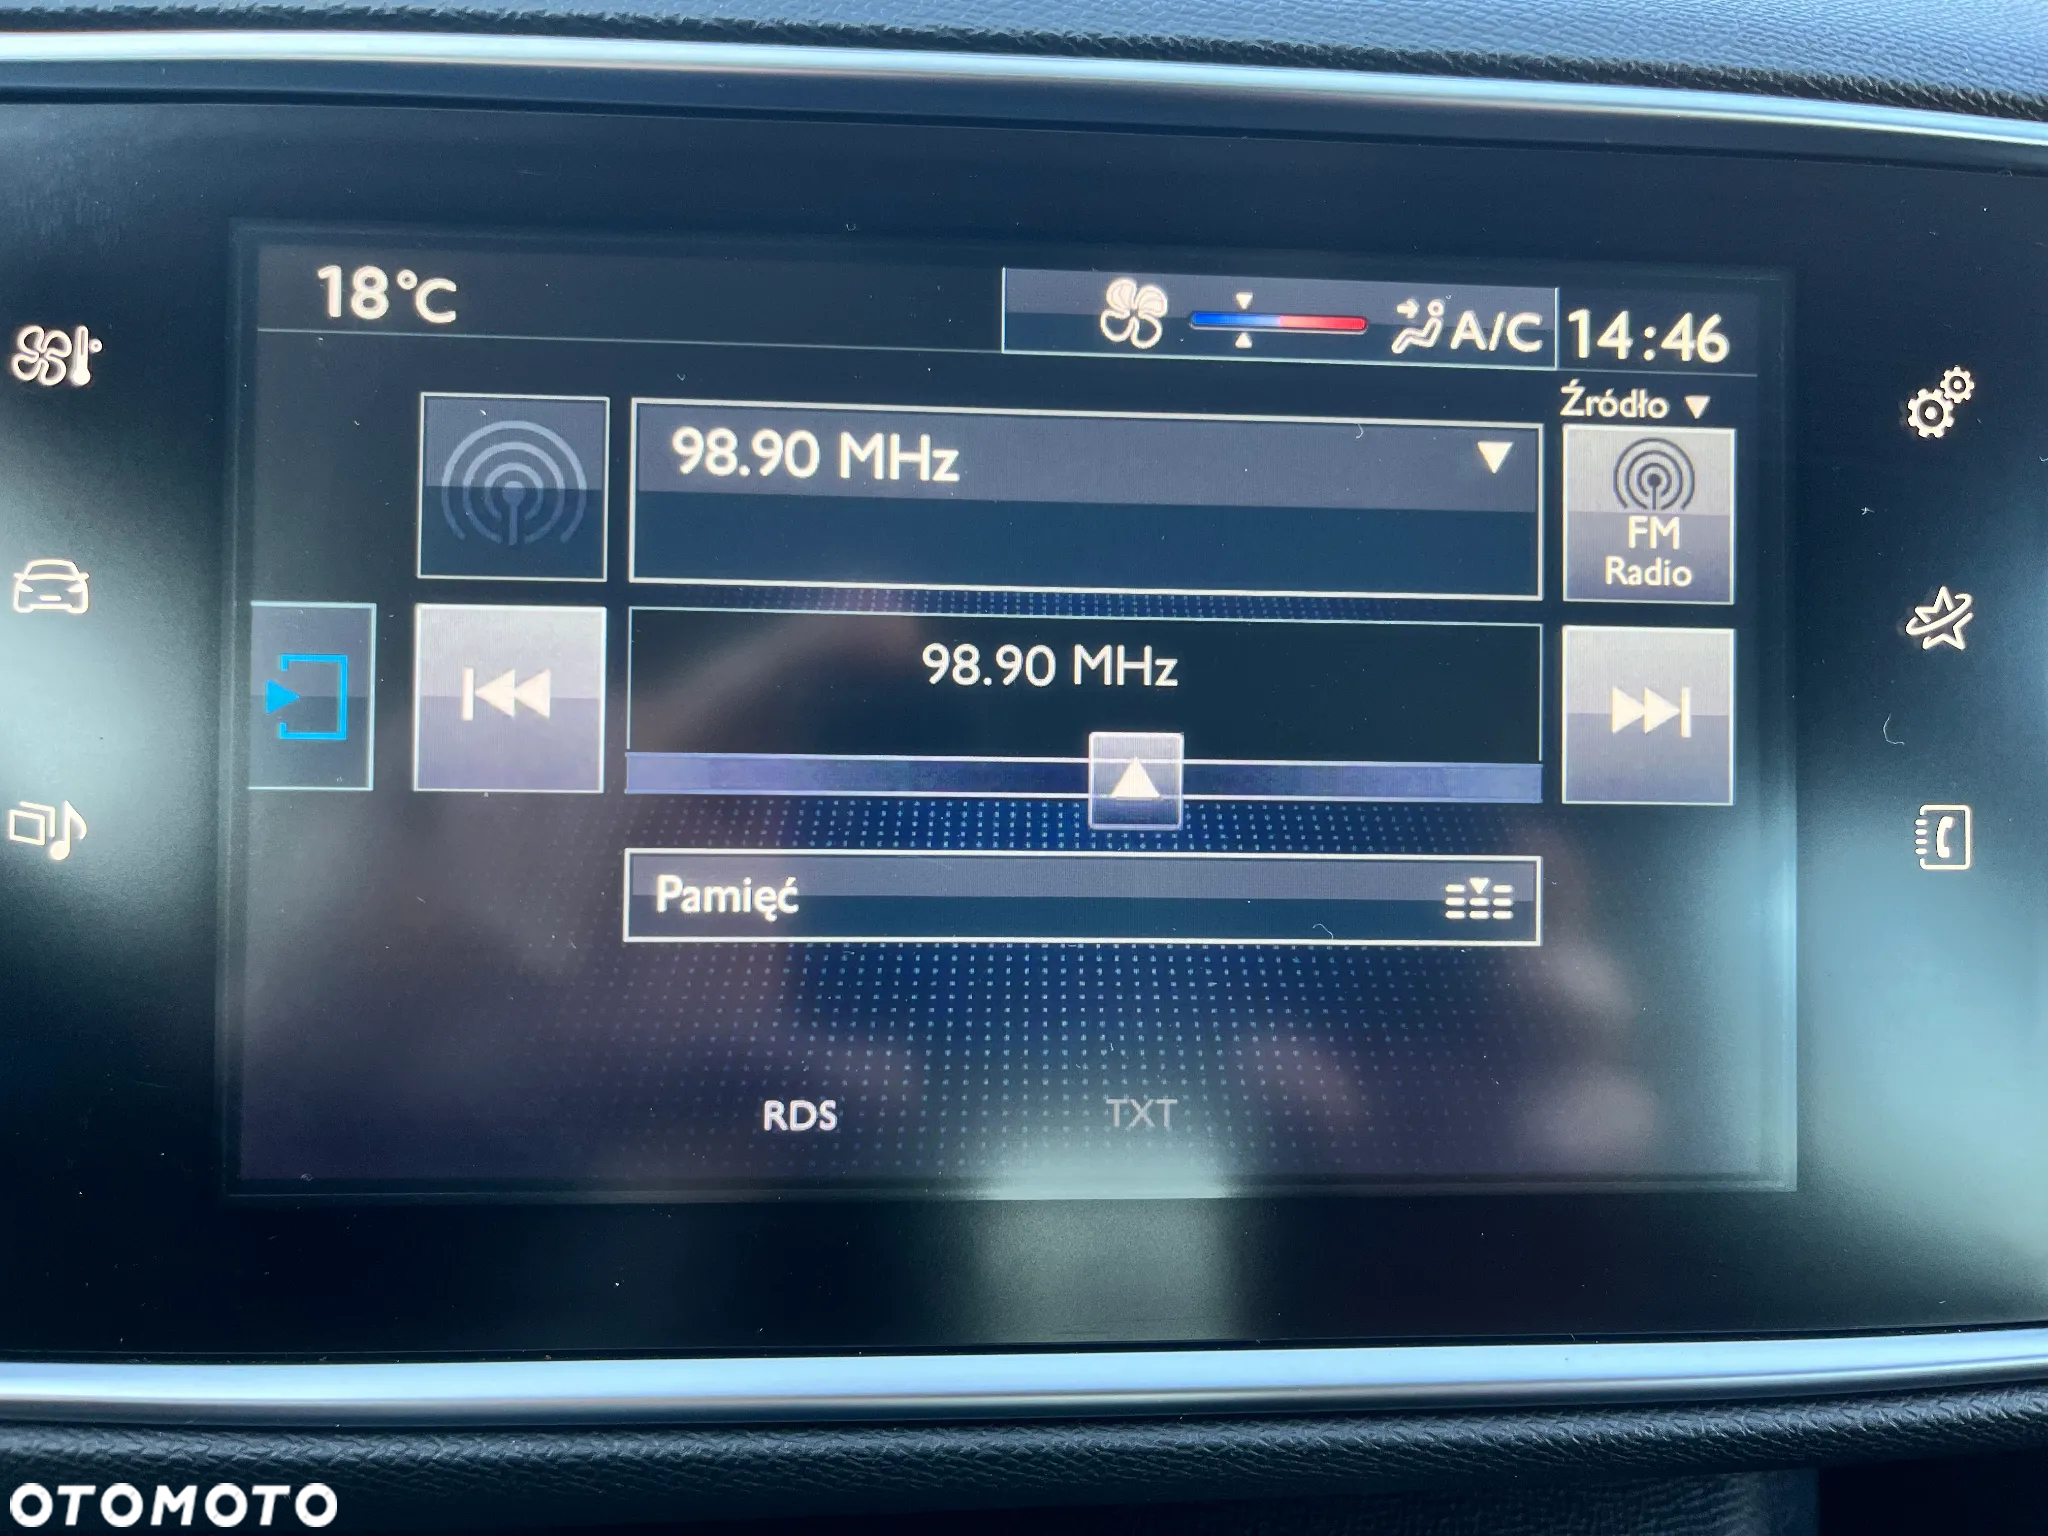 18°C
A/C
14:46
Źródło
98.90 MHz
FM
Radio
98.90 MHz
Pamięć
RDS
TXT
OTOMOTO